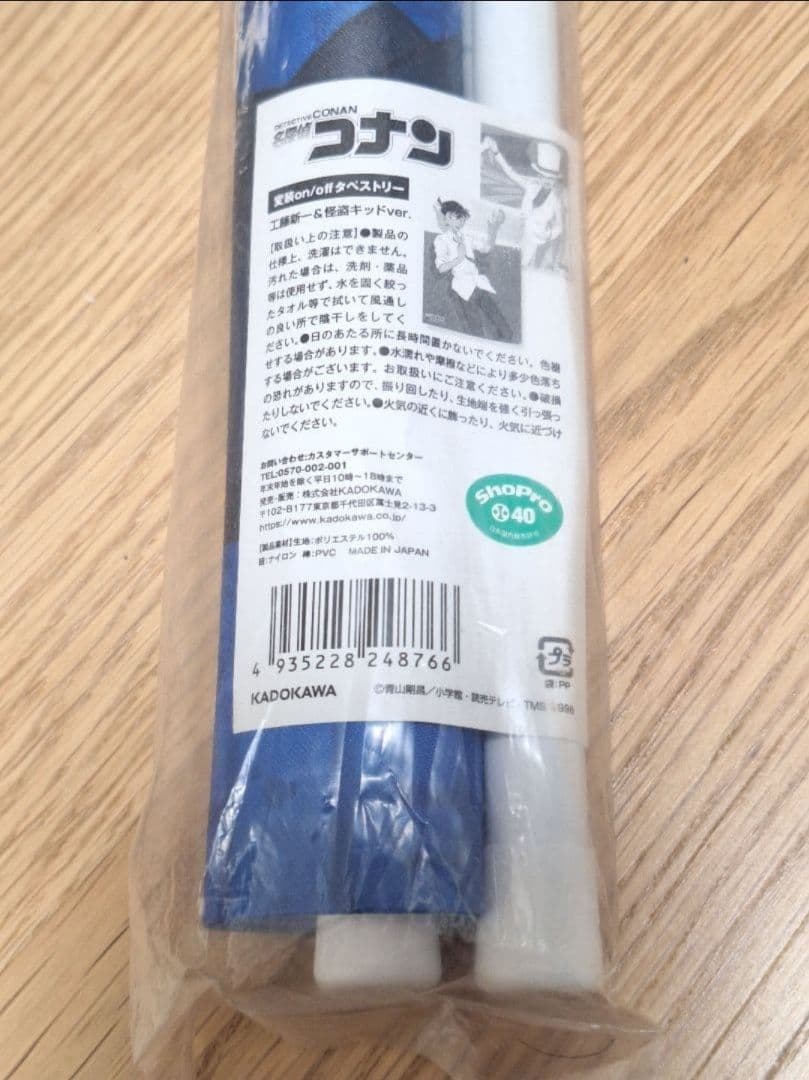 DETECTIVE CONAN
名探偵コナン
変装on/offタペストリー
工藤新一&怪盗キッドver.
【取扱い上の注意】●製品の
仕様上、洗濯はできません。
汚れた場合は、洗剤・薬品
等は使用せず、水を固く絞っ
たタオル等で拭いて風通し
の良い所で陰干しをしてく
ださい。●日のあたる所に長時間置かないでください。色褪
せする場合があります。●水濡れや摩擦などにより多少色落ち
する場合がございます。お取扱いにご注意ください。●破損
の恐れがありますので、振り回したり、生地端を強く引っ張っ
たりしないでください。●火気の近くに飾ったり、火気に近づけ
ないでください。
お問い合わせ:カスタマーサポートセンター
TEL:0570-002-001
年末年始を除く平日10時～18時まで
発売・販売:株式会社KADOKAWA
〒102-8177東京都千代田区富士見2-13-3
https://www.kadokawa.co.jp/
【製品素材】生地:ポリエステル100%
紐:ナイロン 棒:PVC MADE IN JAPAN
ShoPro
40
4 935228 248766
プラ
袋:PP
KADOKAWA
©青山剛昌／小学館・読売テレビ・TMS 1996